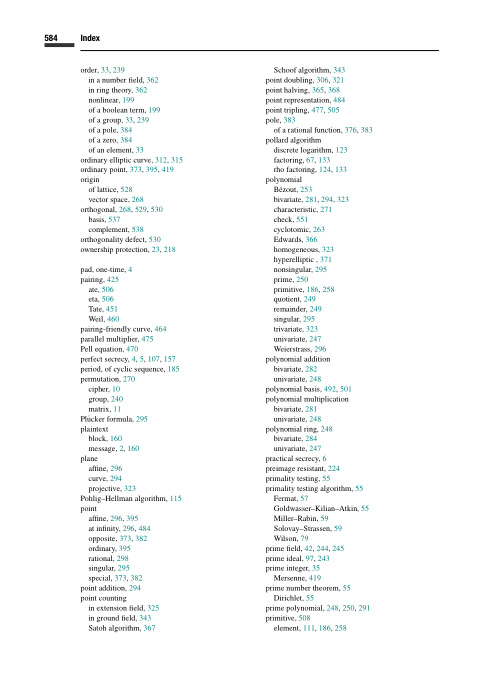 584 Index
order, 33, 239
in a number field, 362
in ring theory, 362
nonlinear, 199
of a boolean term, 199
of a group, 33, 239
of a pole, 384
of a zero, 384
of an element, 33
ordinary elliptic curve, 312, 315
ordinary point, 373, 395, 419
origin
of lattice, 528
vector space, 268
orthogonal, 268, 529, 530
basis, 537
complement, 538
orthogonality defect, 530
ownership protection, 23, 218
pad, one-time, 4
pairing, 425
ate, 506
eta, 506
Tate, 451
Weil, 460
pairing-friendly curve, 464
parallel multiplier, 475
Pell equation, 470
perfect secrecy, 4, 5, 107, 157
period, of cyclic sequence, 185
permutation, 270
cipher, 10
group, 240
matrix, 11
Plücker formula, 295
plaintext
block, 160
message, 2, 160
plane
affine, 296
curve, 294
projective, 323
Pohlig–Hellman algorithm, 115
point
affine, 296, 395
at infinity, 296, 484
opposite, 373, 382
ordinary, 395
rational, 298
singular, 295
special, 373, 382
point addition, 294
point counting
in extension field, 325
in ground field, 343
Satoh algorithm, 367
Schoof algorithm, 343
point doubling, 306, 321
point halving, 365, 368
point representation, 484
point tripling, 477, 505
pole, 383
of a rational function, 376, 383
pollard algorithm
discrete logarithm, 123
factoring, 67, 133
rho factoring, 124, 133
polynomial
Bézout, 253
bivariate, 281, 294, 323
characteristic, 271
check, 551
cyclotomic, 263
Edwards, 366
homogeneous, 323
hyperelliptic , 371
nonsingular, 295
prime, 250
primitive, 186, 258
quotient, 249
remainder, 249
singular, 295
trivariate, 323
univariate, 247
Weierstrass, 296
polynomial addition
bivariate, 282
univariate, 248
polynomial basis, 492, 501
polynomial multiplication
bivariate, 281
univariate, 248
polynomial ring, 248
bivariate, 284
univariate, 247
practical secrecy, 6
preimage resistant, 224
primality testing, 55
primality testing algorithm, 55
Fermat, 57
Goldwasser–Kilian–Atkin, 55
Miller–Rabin, 59
Solovay–Strassen, 59
Wilson, 79
prime field, 42, 244, 245
prime ideal, 97, 243
prime integer, 35
Mersenne, 419
prime number theorem, 55
Dirichlet, 55
prime polynomial, 248, 250, 291
primitive, 508
element, 111, 186, 258